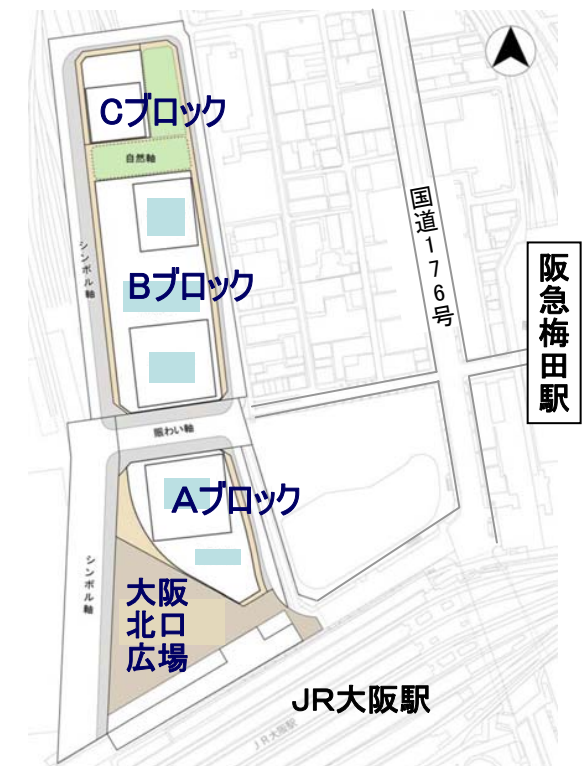 Cブロック
自然軸
国道176号
シンボル軸
Bブロック
阪急梅田駅
賑わい軸
Aブロック
シンボル軸
大阪
北口
広場
JR大阪駅
JR大阪駅